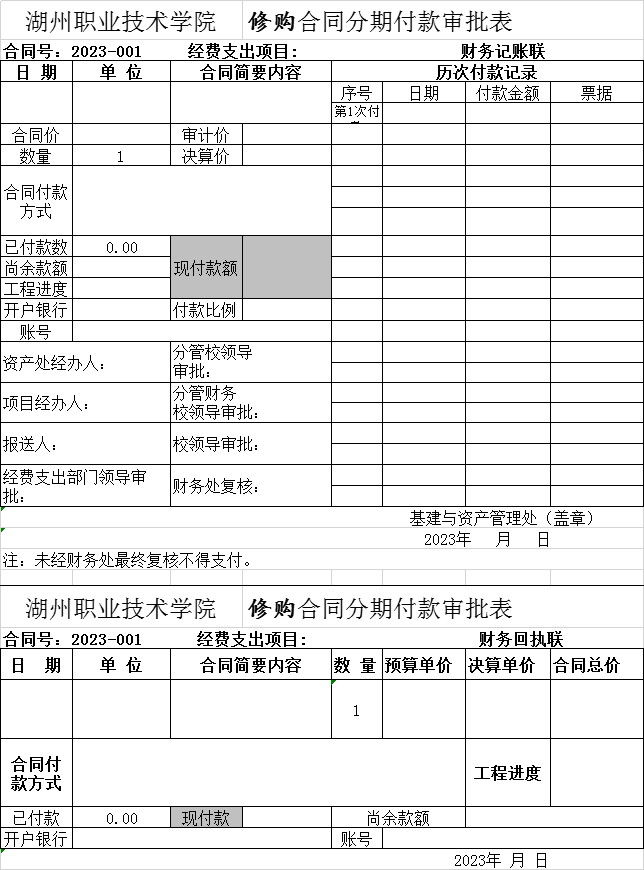 湖州职业技术学院 修购合同分期付款审批表
合同号：2023-001 经费支出项目： 财务记账联
日 期 单 位 合同简要内容 历次付款记录
序号 日期 付款金额 票据
第1次付
合同价 审计价
数量 1 决算价
合同付款
方式
已付款数 0.00
尚余款额 现付款额
工程进度
开户银行 付款比例
账号
资产处经办人： 分管校领导
审批：
项目经办人： 分管财务
校领导审批：
报送人： 校领导审批：
经费支出部门领导审
批： 财务处复核：
基建与资产管理处（盖章）
2023年 月 日
注：未经财务处最终复核不得支付。
湖州职业技术学院 修购合同分期付款审批表
合同号：2023-001 经费支出项目： 财务回执联
日 期 单 位 合同简要内容 数 量 预算单价 决算单价 合同总价
1
合同付
款方式 工程进度
已付款 0.00 现付款 尚余款额
开户银行 账号
2023年 月 日